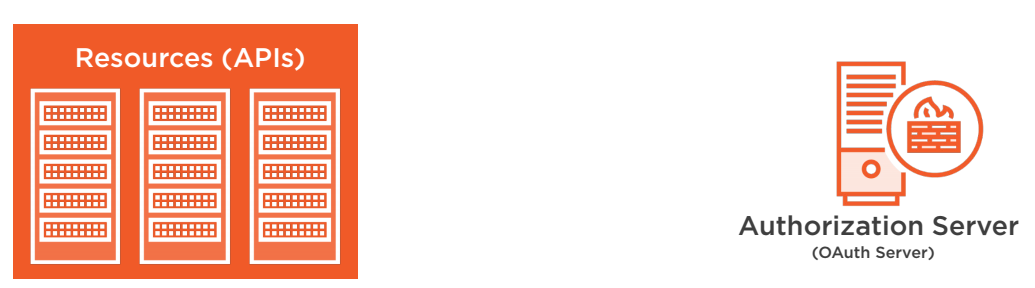 Resources (APIs)
Authorization Server
(OAuth Server)